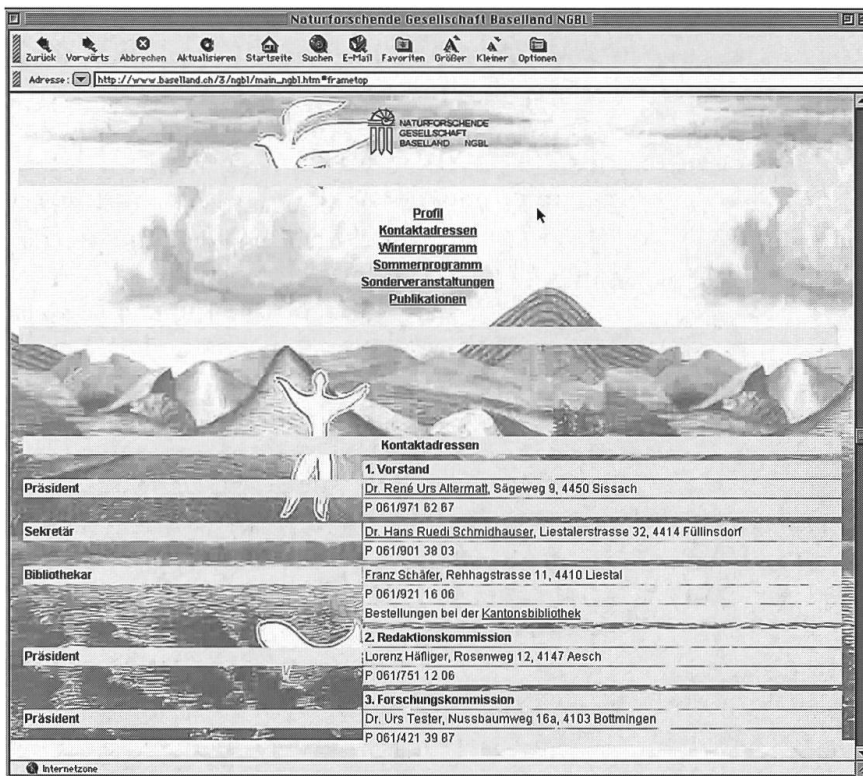 Naturforschende Gesellschaft Baselland NGBL
Zurück Vorwärts Abbrechen Aktualisieren Startseite Suchen E-Mail Favoriten Größer Kleiner Optionen
Adresse: http://www.baselland.ch/3/ngbl/main_ngbl.htm#frametop
NATURFORSCHENDE
GESELLSCHAFT
BASELLAND NGBL
Profil
Kontaktadressen
Winterprogramm
Sommerprogramm
Sonderveranstaltungen
Publikationen
Kontaktadressen
1. Vorstand
Präsident Dr. René Urs Altermatt, Sägeweg 9, 4450 Sissach
P 061/971 62 67
Sekretär Dr. Hans Ruedi Schmidhauser, Liestalerstrasse 32, 4414 Füllinsdorf
P 061/901 38 03
Bibliothekar Franz Schäfer, Rehhagstrasse 11, 4410 Liestal
P 061/921 16 06
Bestellungen bei der Kantonsbibliothek
2. Redaktionskommission
Präsident Lorenz Häfliger, Rosenweg 12, 4147 Aesch
P 061/751 12 06
3. Forschungskommission
Präsident Dr. Urs Tester, Nussbaumweg 16a, 4103 Bottmingen
P 061/421 39 87
Internetzone